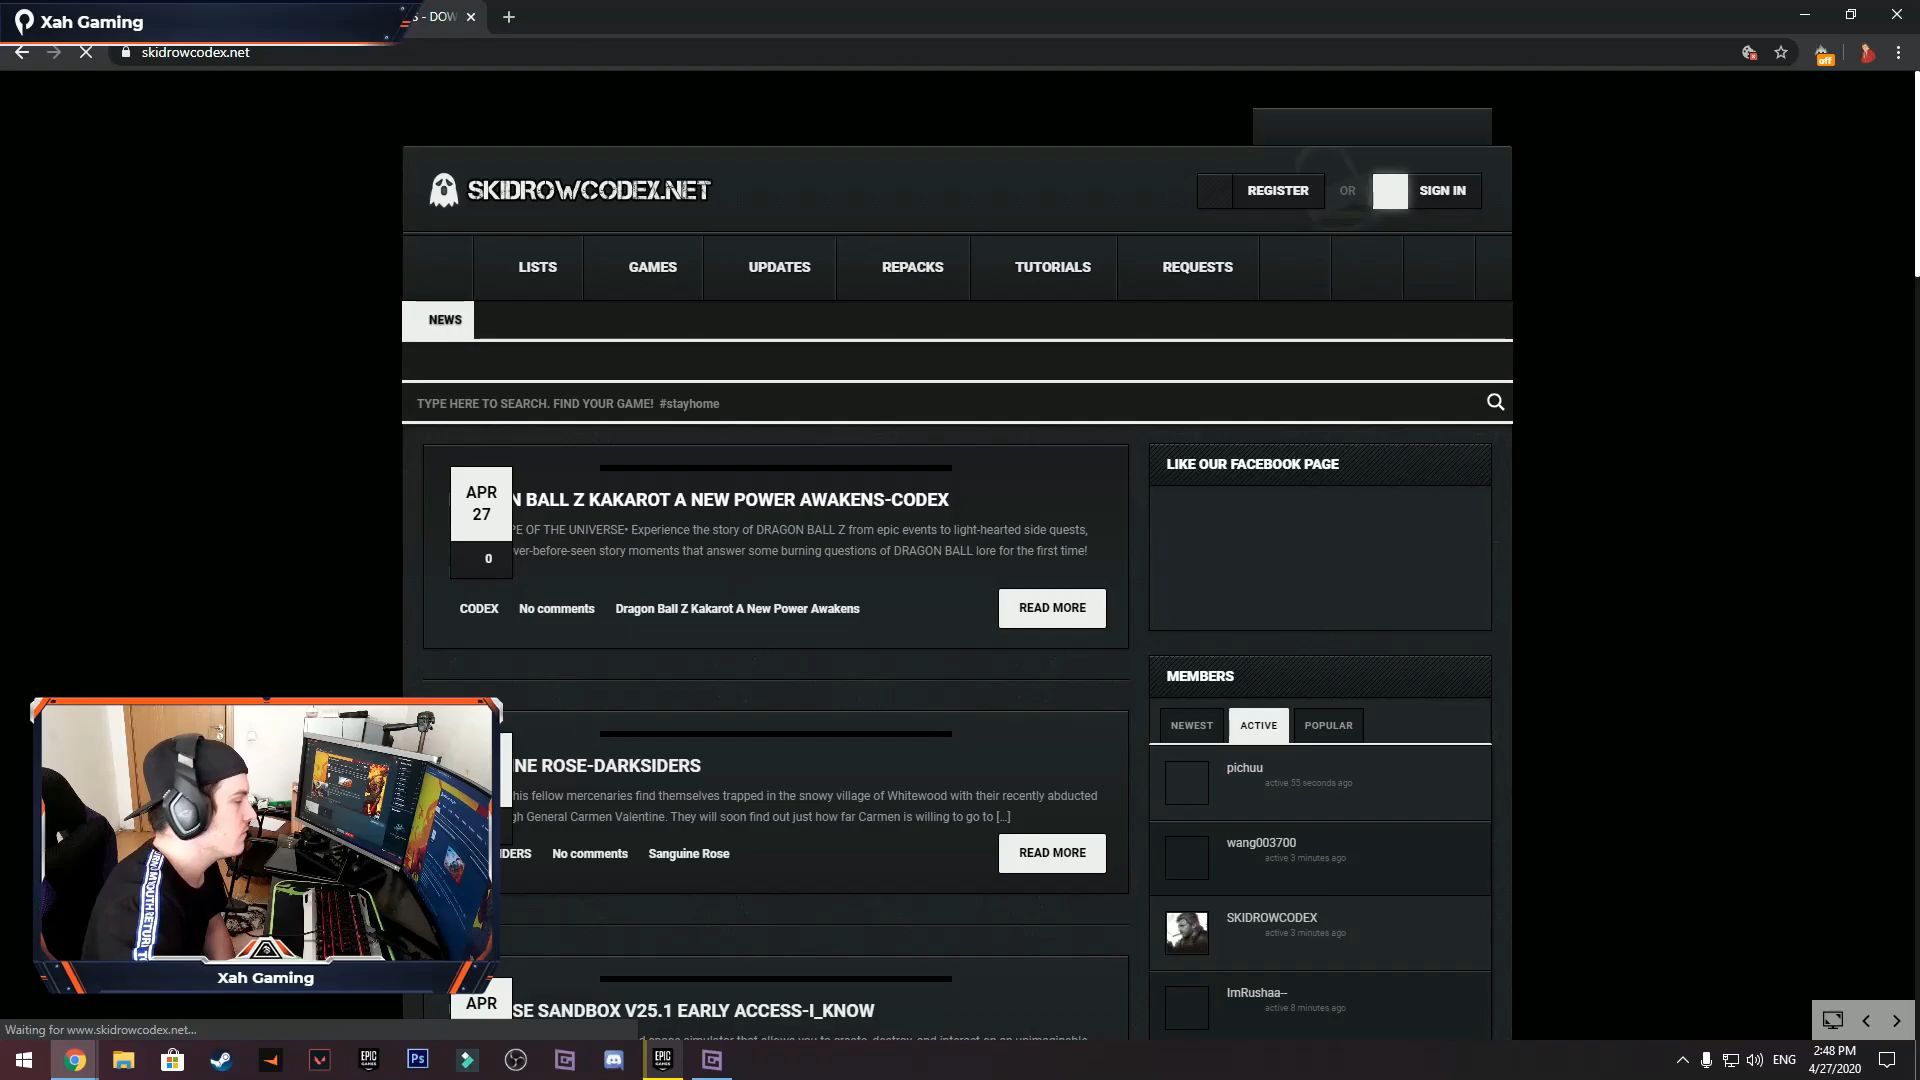 Xah Gaming
S - DOW
skidrowcodex.net
off
SKIDROWCODEX.NET
REGISTER OR SIGN IN
LISTS GAMES UPDATES REPACKS TUTORIALS REQUESTS
NEWS
TYPE HERE TO SEARCH. FIND YOUR GAME! #stayhome
APR
27
0
N BALL Z KAKAROT A NEW POWER AWAKENS-CODEX
PE OF THE UNIVERSE• Experience the story of DRAGON BALL Z from epic events to light-hearted side quests,
ver-before-seen story moments that answer some burning questions of DRAGON BALL lore for the first time!
CODEX No comments Dragon Ball Z Kakarot A New Power Awakens
READ MORE
LIKE OUR FACEBOOK PAGE
MEMBERS
NEWEST ACTIVE POPULAR
pichuu
active 55 seconds ago
wang003700
active 3 minutes ago
SKIDROWCODEX
active 3 minutes ago
ImRushaa--
active 8 minutes ago
NE ROSE-DARKSIDERS
his fellow mercenaries find themselves trapped in the snowy village of Whitewood with their recently abducted
gh General Carmen Valentine. They will soon find out just how far Carmen is willing to go to [...]
DERS No comments Sanguine Rose
READ MORE
APR
SE SANDBOX V25.1 EARLY ACCESS-I_KNOW
Xah Gaming
Waiting for www.skidrowcodex.net...
EPIC
GAMES
Ps
EPIC
GAMES
ENG
2:48 PM
4/27/2020